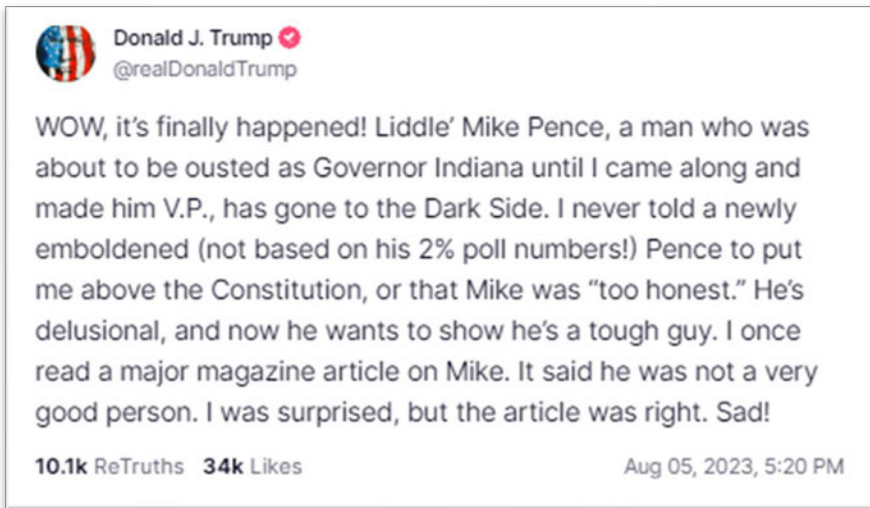 Donald J. Trump
@realDonaldTrump
WOW, it's finally happened! Liddle' Mike Pence, a man who was
about to be ousted as Governor Indiana until I came along and
made him V.P., has gone to the Dark Side. I never told a newly
emboldened (not based on his 2% poll numbers!) Pence to put
me above the Constitution, or that Mike was “too honest.” He's
delusional, and now he wants to show he's a tough guy. I once
read a major magazine article on Mike. It said he was not a very
good person. I was surprised, but the article was right. Sad!
10.1k ReTruths 34k Likes Aug 05, 2023, 5:20 PM